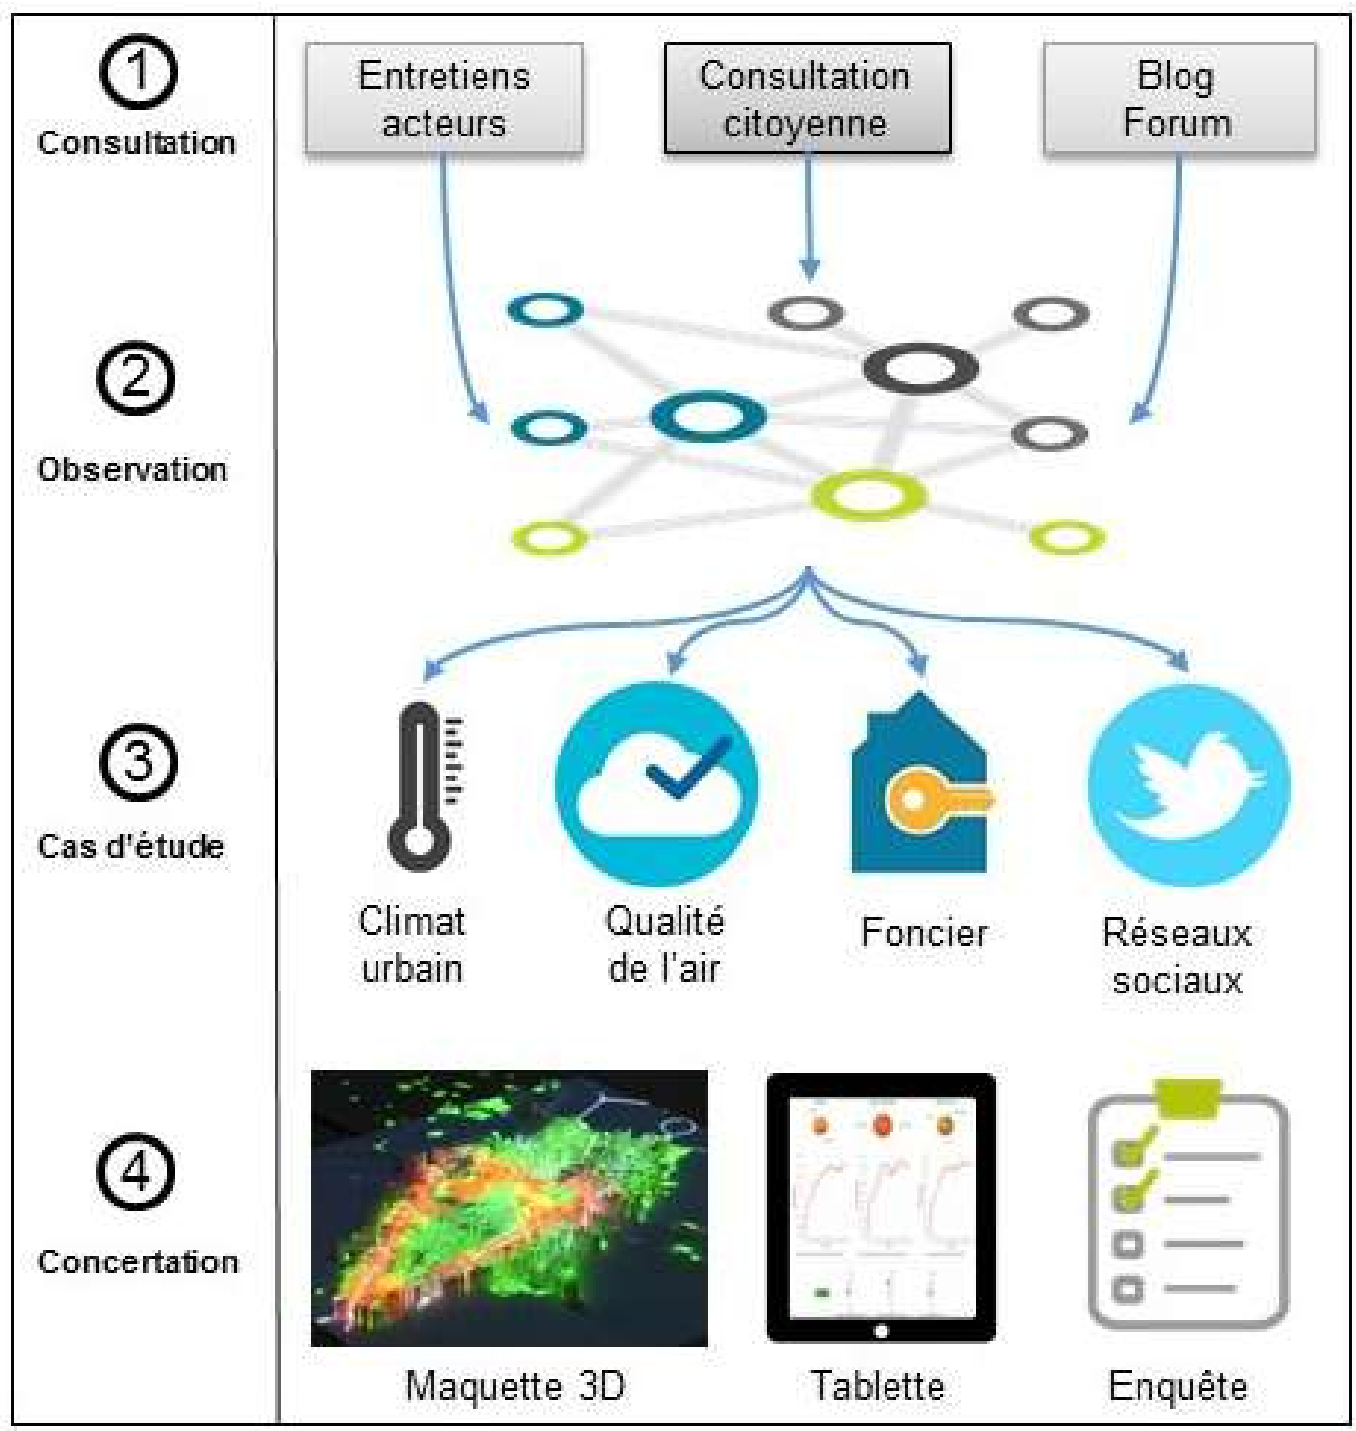 1
Consultation
Entretiens
acteurs
Consultation
citoyenne
Blog
Forum
2
Observation
3
Cas d'étude
Climat
urbain
Qualité
de l'air
Foncier
Réseaux
sociaux
4
Concertation
Maquette 3D
Tablette
Enquête